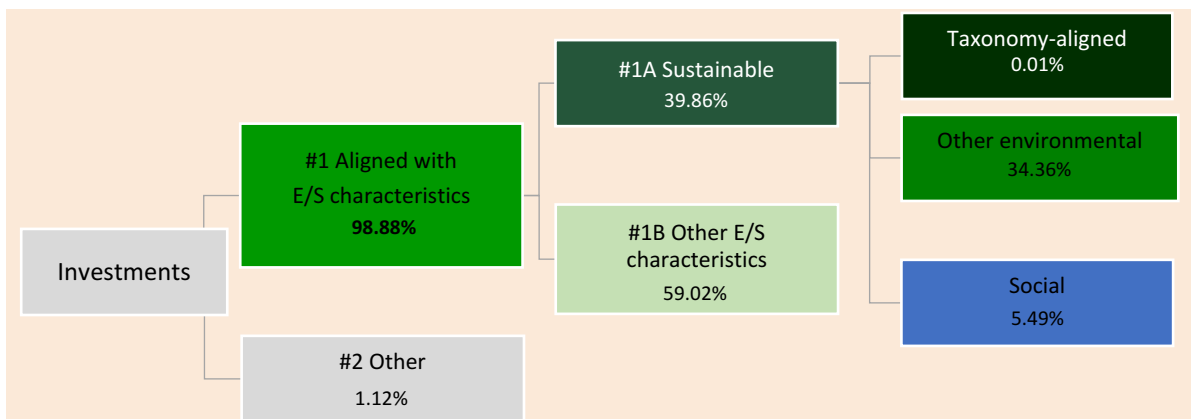 Investments
#1 Aligned with
E/S characteristics
98.88%
#2 Other
1.12%
#1A Sustainable
39.86%
#1B Other E/S
characteristics
59.02%
Taxonomy-aligned
0.01%
Other environmental
34.36%
Social
5.49%